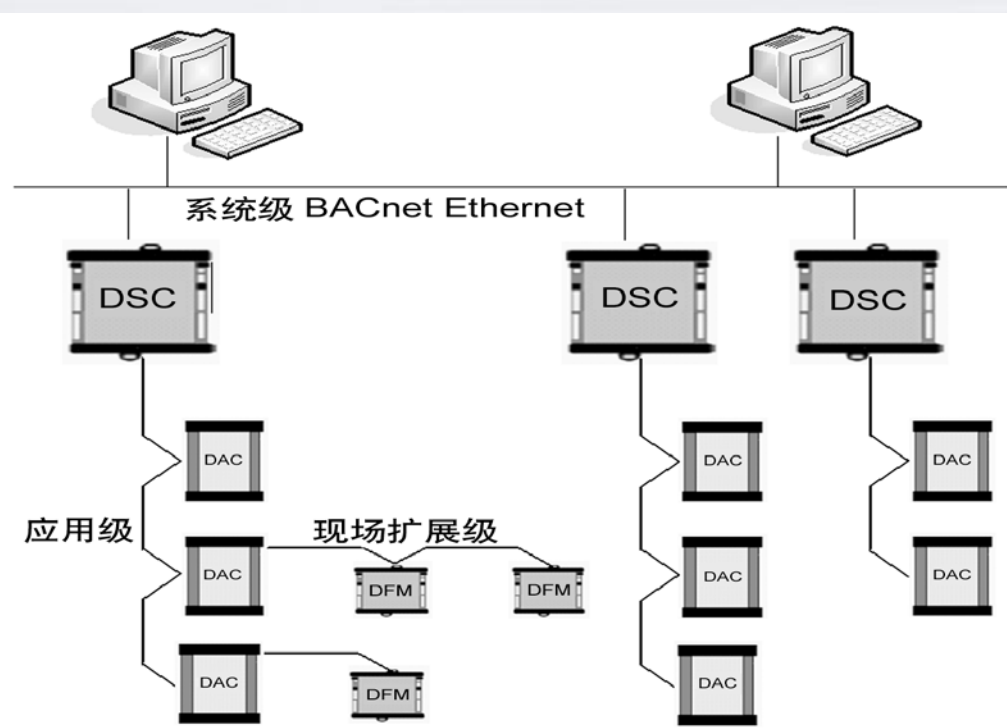 系统级 BACnet Ethernet
DSC
DSC
DSC
DAC
DAC
DAC
应用级
现场扩展级
DAC
DFM
DFM
DAC
DAC
DAC
DFM
DAC